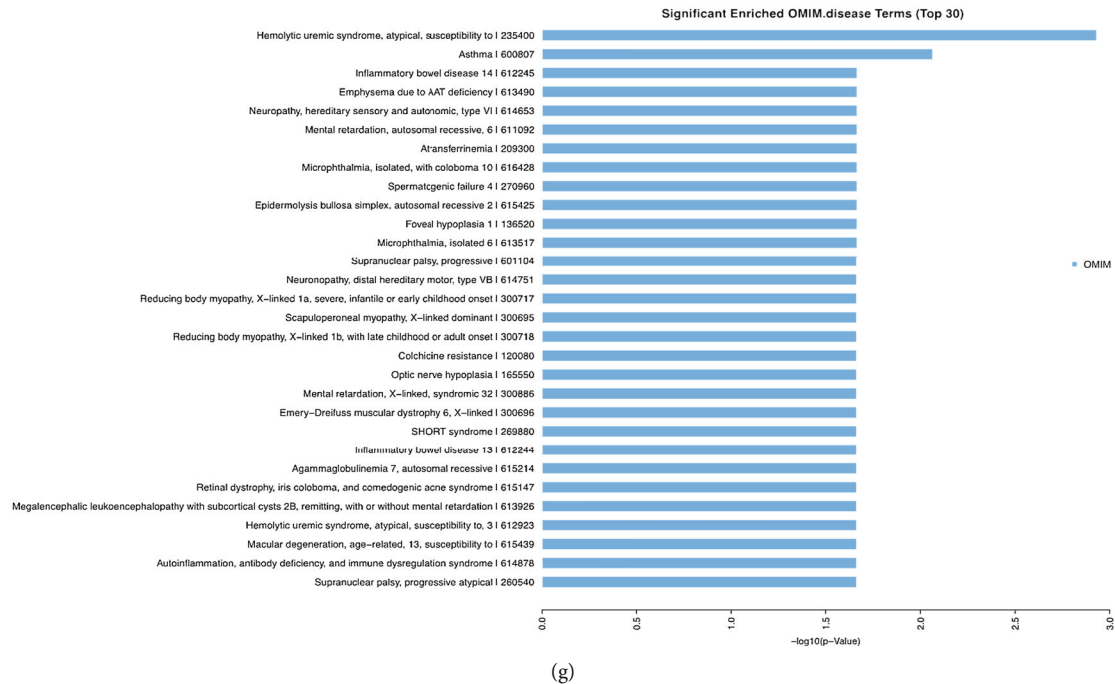 Significant Enriched OMIM.disease Terms (Top 30)
Hemolytic uremic syndrome, atypical, susceptibility to | 235400
Asthma | 600807
Inflammatory bowel disease 14 | 612245
Emphysema due to AAT deficiency | 613490
Neuropathy, hereditary sensory and autonomic, type VI | 614653
Mental retardation, autosomal recessive, 6 | 611092
Atransferrinemia | 209300
Microphthalmia, isolated, with coloboma 10 | 616428
Spermatogenic failure 4 | 270960
Epidermolysis bullosa simplex, autosomal recessive 2 | 615425
Foveal hypoplasia 1 | 136520
Microphthalmia, isolated 6 | 613517
Supranuclear palsy, progressive | 601104
OMIM
Neuronopathy, distal hereditary motor, type VB | 614751
Reducing body myopathy, X-linked 1a, severe, infantile or early childhood onset | 300717
Scapuloperoneal myopathy, X-linked dominant | 300695
Reducing body myopathy, X-linked 1b, with late childhood or adult onset | 300718
Colchicine resistance | 120080
Optic nerve hypoplasia | 165550
Mental retardation, X-linked, syndromic 32 | 300886
Emery-Dreifuss muscular dystrophy 6, X-linked | 300696
SHORT syndrome | 269880
Inflammatory bowel disease 13 | 612244
Agammaglobulinemia 7, autosomal recessive | 615214
Retinal dystrophy, iris coloboma, and comedogenic acne syndrome | 615147
Megalencephalic leukoencephalopathy with subcortical cysts 2B, remitting, with or without mental retardation | 613926
Hemolytic uremic syndrome, atypical, susceptibility to, 3 | 612923
Macular degeneration, age-related, 13, susceptibility to | 615439
Autoinflammation, antibody deficiency, and immune dysregulation syndrome | 614878
Supranuclear palsy, progressive atypical | 260540
0.0 0.5 1.0 1.5 2.0 2.5 3.0
-log10(p-Value)
(g)